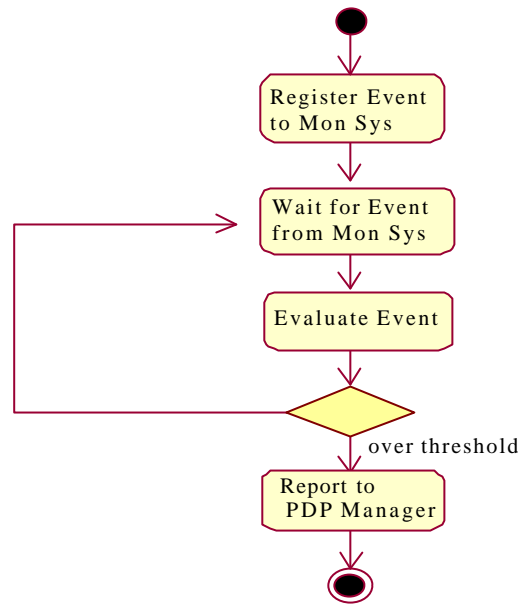 Register Event
to Mon Sys
Wait for Event
from Mon Sys
Evaluate Event
over threshold
Report to
PDP Manager